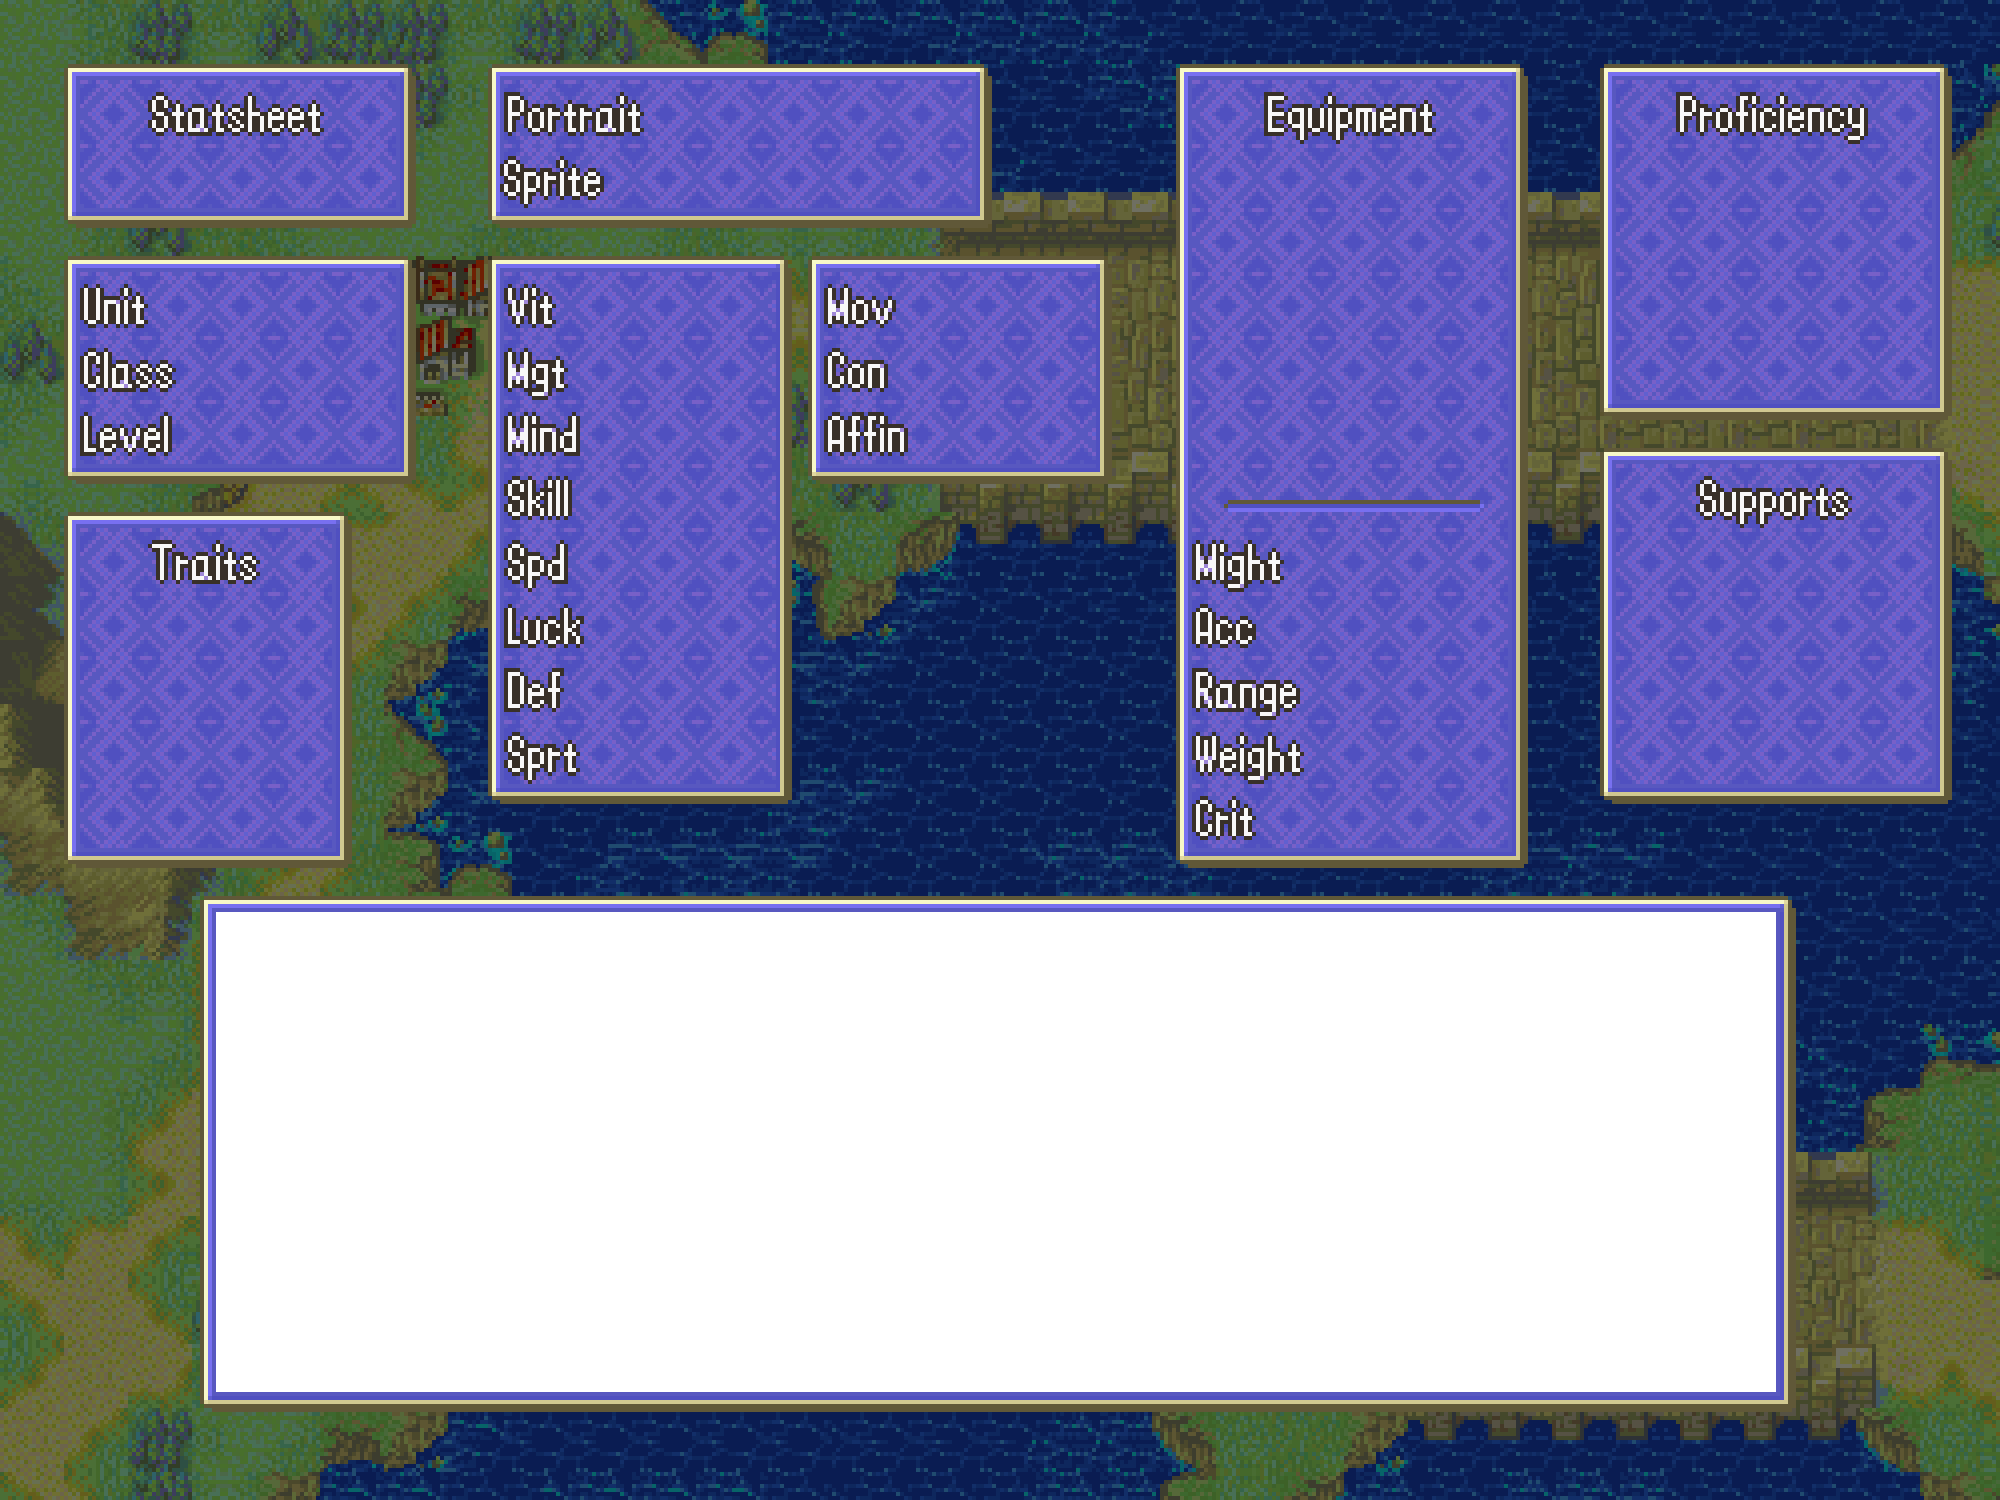 Statsheet
Portrait
Sprite
Unit
Class
Level
Traits
Vit
Mgt
Mind
Skill
Spd
Luck
Def
Sprt
Mov
Con
Affin
Equipment
Might
Acc
Range
Weight
Crit
Proficiency
Supports